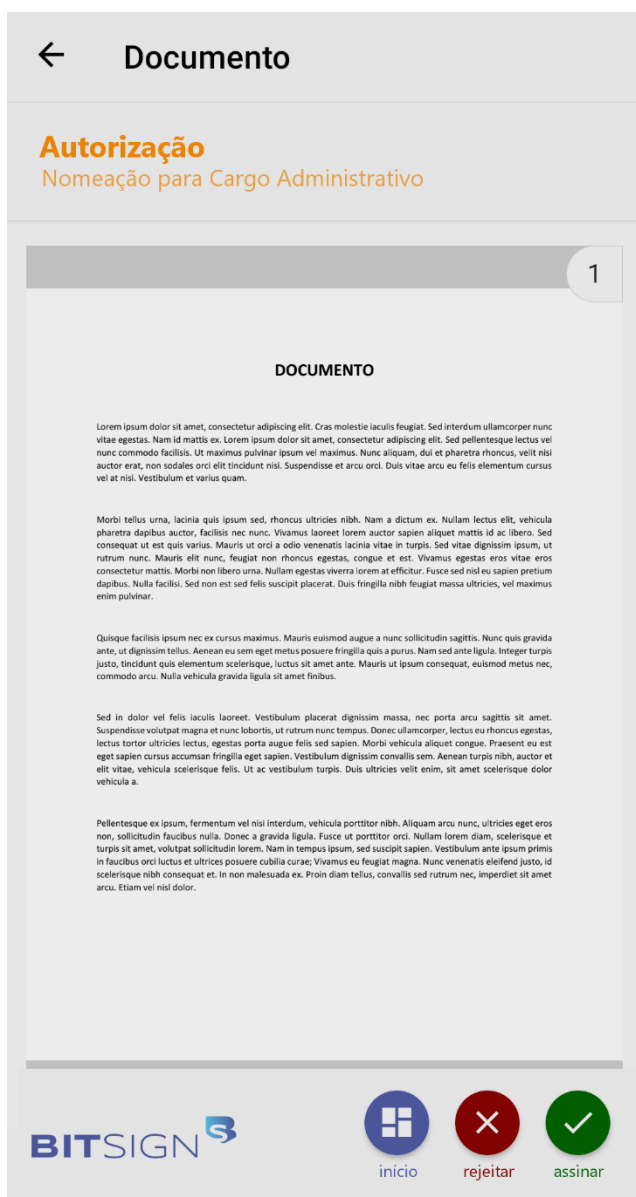 Documento
Autorização
Nomeação para Cargo Administrativo
1
DOCUMENTO
Lorem ipsum dolor sit amet, consectetur adipiscing elit. Cras molestie iaculis feugiat. Sed interdum ullamcorper nunc
vitae egestas. Nam id mattis ex. Lorem ipsum dolor sit amet, consectetur adipiscing elit. Sed pellentesque lectus vel
nunc commodo facilisis. Ut maximus pulvinar ipsum vel maximus. Nunc aliquam, dui et pharetra rhoncus, velit nisi
auctor erat, non sodales orci elit tincidunt nisi. Suspendisse et arcu orci. Duis vitae arcu eu felis elementum cursus
vel at nisi. Vestibulum et varius quam.
Morbi tellus urna, lacinia quis ipsum sed, rhoncus ultricies nibh. Nam a dictum ex. Nullam lectus elit, vehicula
pharetra dapibus auctor, facilisis nec nunc. Vivamus laoreet lorem auctor sapien aliquet mattis id ac libero. Sed
consequat ut est quis varius. Mauris ut orci a odio venenatis lacinia vitae in turpis. Sed vitae dignissim ipsum, ut
rutrum nunc. Mauris elit nunc, feugiat non rhoncus egestas, congue et est. Vivamus egestas eros vitae eros
consectetur mattis. Morbi non libero urna. Nullam egestas viverra lorem at efficitur. Fusce sed nisl eu sapien pretium
dapibus. Nulla facilisi. Sed non est sed felis suscipit placerat. Duis fringilla nibh feugiat massa ultricies, vel maximus
enim pulvinar.
Quisque facilisis ipsum nec ex cursus maximus. Mauris euismod augue a nunc sollicitudin sagittis. Nunc quis gravida
ante, ut dignissim tellus. Aenean eu sem eget metus posuere fringilla quis a purus. Nam sed ante ligula. Integer turpis
justo, tincidunt quis elementum scelerisque, luctus sit amet ante. Mauris ut ipsum consequat, euismod metus nec,
commodo arcu. Nulla vehicula gravida ligula sit amet finibus.
Sed in dolor vel felis iaculis laoreet. Vestibulum placerat dignissim massa, nec porta arcu sagittis sit amet.
Suspendisse volutpat magna et nunc lobortis, ut rutrum nunc tempus. Donec ullamcorper, lectus eu rhoncus egestas,
lectus tortor ultricies lectus, egestas porta augue felis sed sapien. Morbi vehicula aliquet congue. Praesent eu est
eget sapien cursus accumsan fringilla eget sapien. Vestibulum dignissim convallis sem. Aenean turpis nibh, auctor et
elit vitae, vehicula scelerisque felis. Ut ac vestibulum turpis. Duis ultricies velit enim, sit amet scelerisque dolor
vehicula a.
Pellentesque ex ipsum, fermentum vel nisi interdum, vehicula porttitor nibh. Aliquam arcu nunc, ultricies eget eros
non, sollicitudin faucibus nulla. Donec a gravida ligula. Fusce ut porttitor orci. Nullam lorem diam, scelerisque et
turpis sit amet, volutpat sollicitudin lorem. Nam in tempus ipsum, sed suscipit sapien. Vestibulum ante ipsum primis
in faucibus orci luctus et ultrices posuere cubilia curae; Vivamus eu feugiat magna. Nunc venenatis eleifend justo, id
scelerisque nibh consequat et. In non malesuada ex. Proin diam tellus, convallis sed rutrum nec, imperdiet sit amet
arcu. Etiam vel nisl dolor.
BITSIGN
início rejeitar assinar